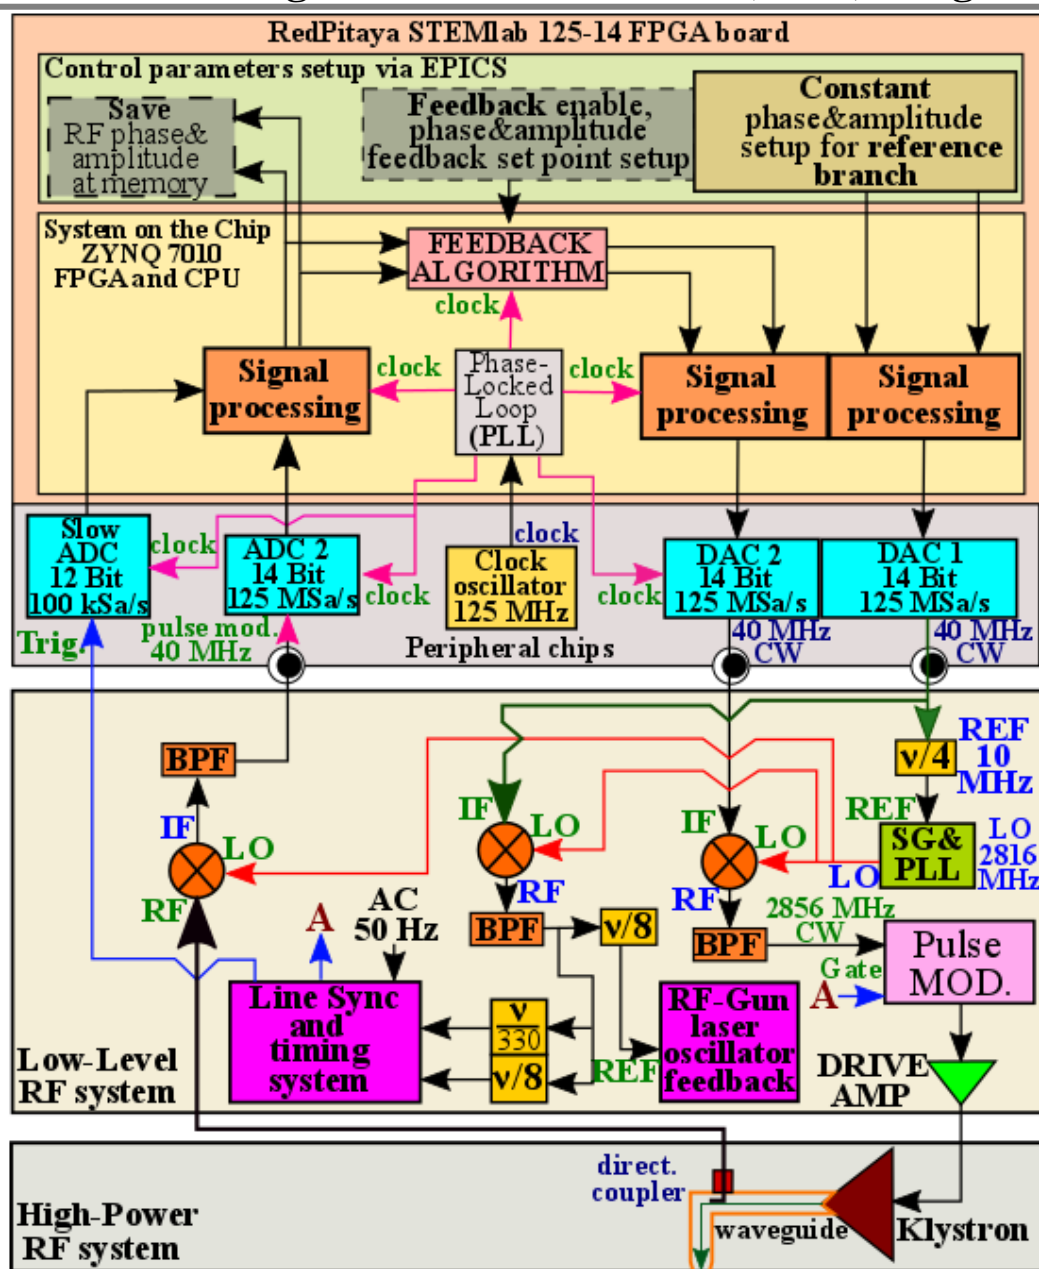 RedPitaya STEMlab 125-14 FPGA board
Control parameters setup via EPICS
Save
RF phase&
amplitude
at memory
Feedback enable,
phase&amplitude
feedback set point setup
Constant
phase&amplitude
setup for reference
branch
System on the Chip
ZYNQ 7010
FPGA and CPU
FEEDBACK
ALGORITHM
clock
Signal
processing
clock
Phase-
Locked
Loop
(PLL)
clock
Signal
processing
Signal
processing
Slow
ADC
12 Bit
100 kSa/s
clock
ADC 2
14 Bit
125 MSa/s
clock
clock
Clock
oscillator
125 MHz
clock
DAC 2
14 Bit
125 MSa/s
DAC 1
14 Bit
125 MSa/s
Trig.
pulse mod.
40 MHz
Peripheral chips
40 MHz
CW
40 MHz
CW
BPF
IF
LO
RF
IF
LO
RF
BPF
ν/8
IF
LO
RF
BPF
ν/4
REF
10
MHz
REF
SG&
PLL
LO
2816
MHz
LO
2856 MHz
CW
Pulse
MOD.
Gate
A
A
AC
50 Hz
Line Sync
and
timing
system
ν
330
ν/8
REF
RF-Gun
laser
oscillator
feedback
DRIVE
AMP
Low-Level
RF system
direct.
coupler
waveguide
Klystron
High-Power
RF system